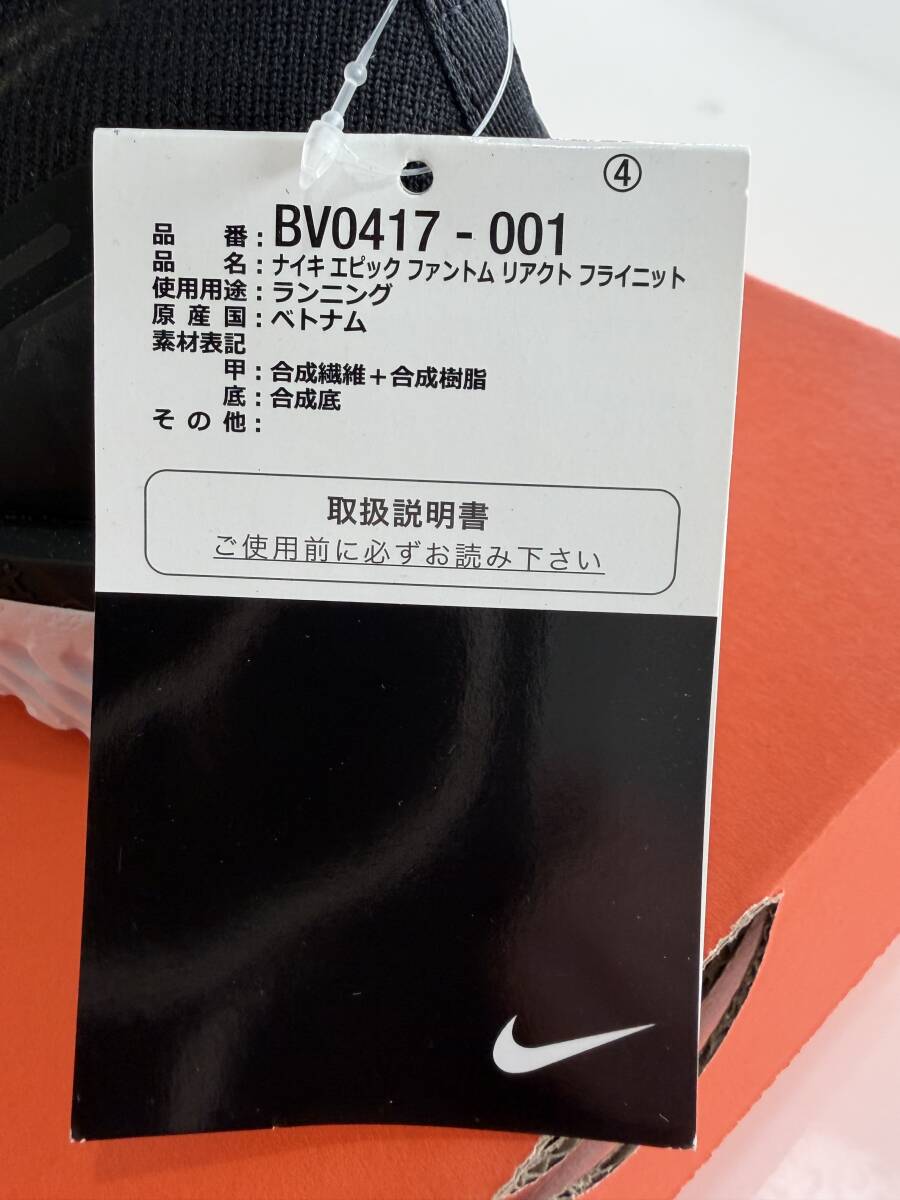 ④
品番：BV0417 - 001
品名：ナイキ エピック ファントム リアクト フライニット
使用用途：ランニング
原産国：ベトナム
素材表記
甲：合成繊維＋合成樹脂
底：合成底
その他：
取扱説明書
ご使用前に必ずお読み下さい